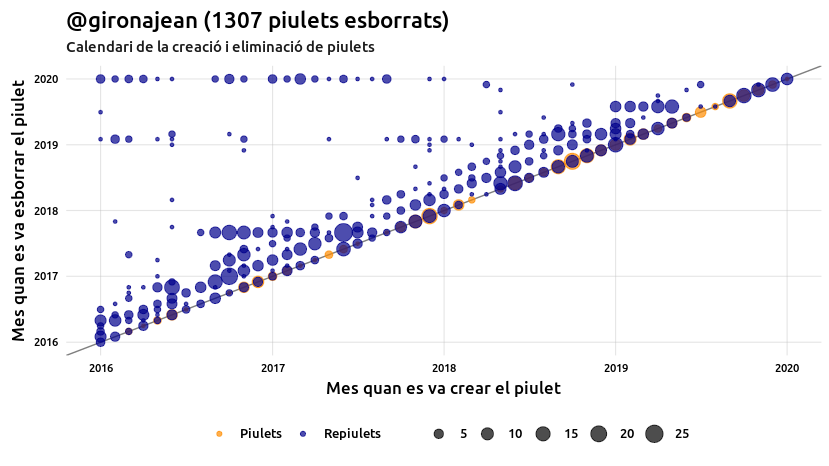 @gironajean (1307 piulets esborrats)
Calendari de la creació i eliminació de piulets
Mes quan es va esborrar el piulet
2020
2019
2018
2017
2016
2016 2017 2018 2019 2020
Mes quan es va crear el piulet
Piulets Repiulets 5 10 15 20 25